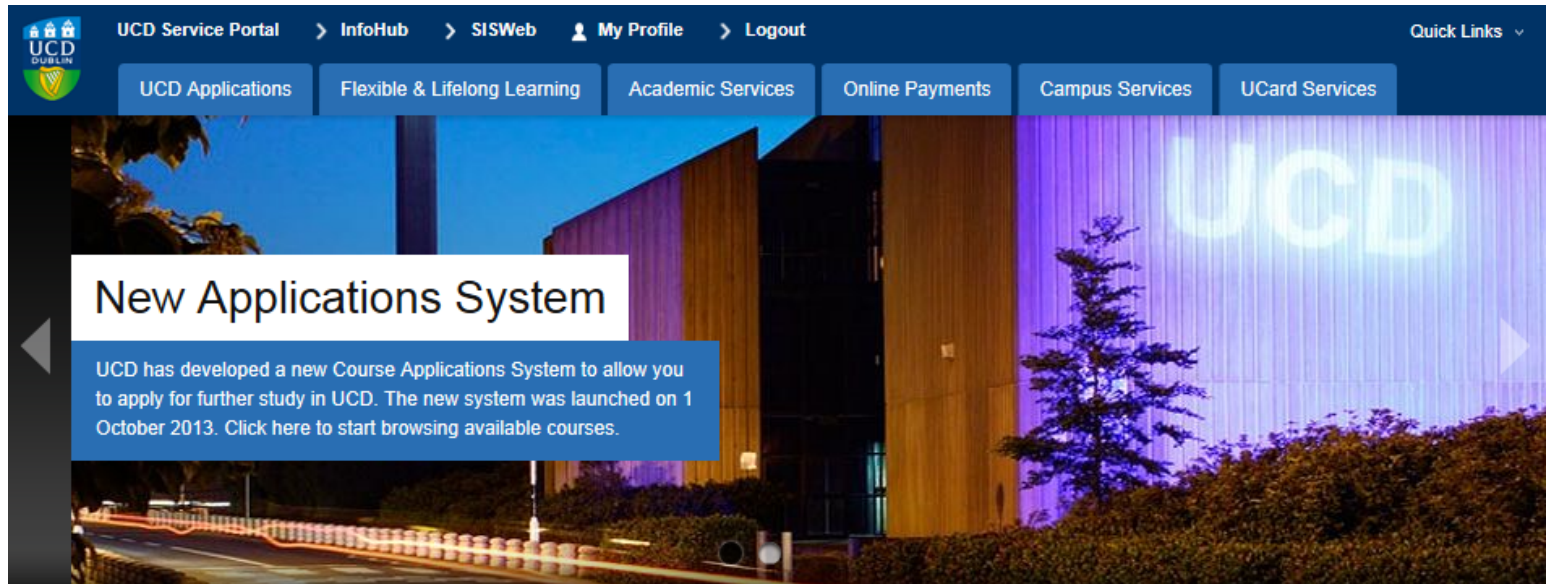 UCD DUBLIN
UCD Service Portal InfoHub SISWeb My Profile Logout Quick Links
UCD Applications Flexible & Lifelong Learning Academic Services Online Payments Campus Services UCard Services
UCD
New Applications System
UCD has developed a new Course Applications System to allow you
to apply for further study in UCD. The new system was launched on 1
October 2013. Click here to start browsing available courses.